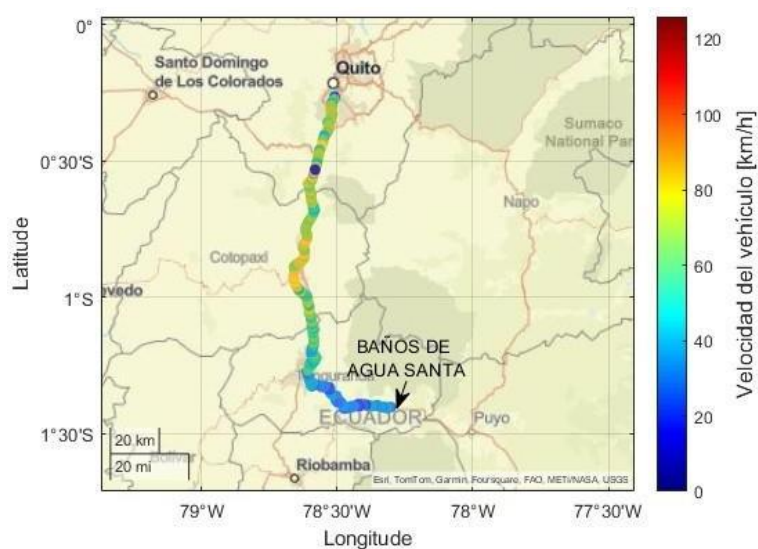 0°
0°30'S
1°S
1°30'S
Latitude
Santo Domingo
de Los Colorados
Quito
Sumaco
National Par
Napo
Cotopaxi
evedo
BAÑOS DE
AGUA SANTA
ECUADOR
Puyo
20 km
20 mi
Bolívar
Riobamba
Esri, TomTom, Garmin, Foursquare, FAO, METI/NASA, USGS
79°W
78°30'W
78°W
77°30'W
Longitude
120
100
80
60
40
20
0
Velocidad del vehículo [km/h]